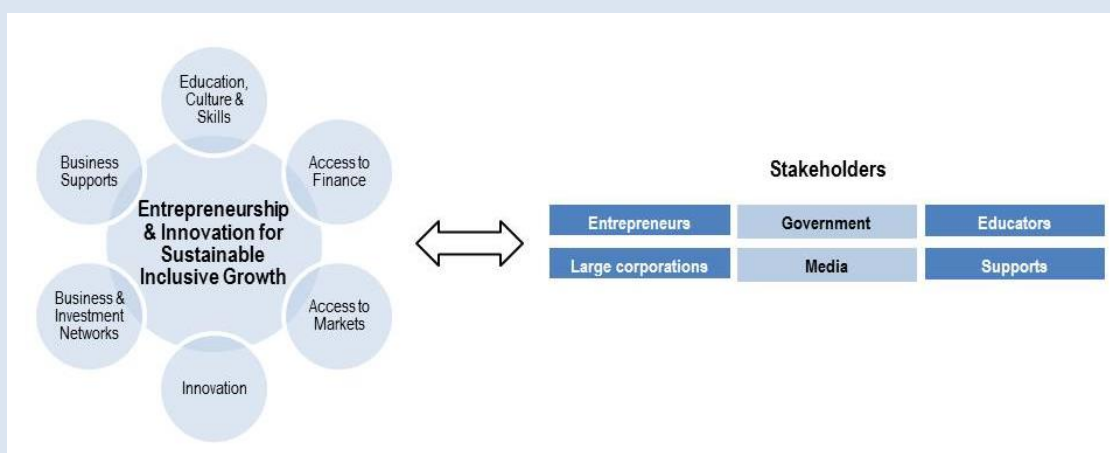 Education,
Culture &
Skills
Business
Supports
Access to
Finance
Entrepreneurship
& Innovation for
Sustainable
Inclusive Growth
Business &
Investment
Networks
Access to
Markets
Innovation
Stakeholders
Entrepreneurs
Government
Educators
Large corporations
Media
Supports